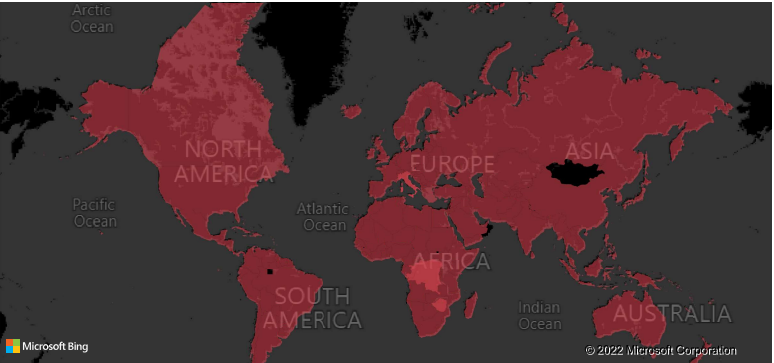 Arctic
Ocean
NORTH
AMERICA
EUROPE
ASIA
Pacific
Ocean
Atlantic
Ocean
AFRICA
SOUTH
AMERICA
Indian
Ocean
AUSTRALIA
Microsoft Bing
© 2022 Microsoft Corporation